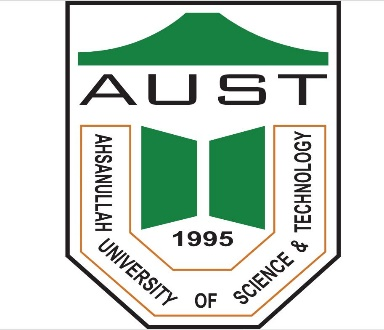 AUST
1995
AHSANULLAH UNIVERSITY OF SCIENCE & TECHNOLOGY